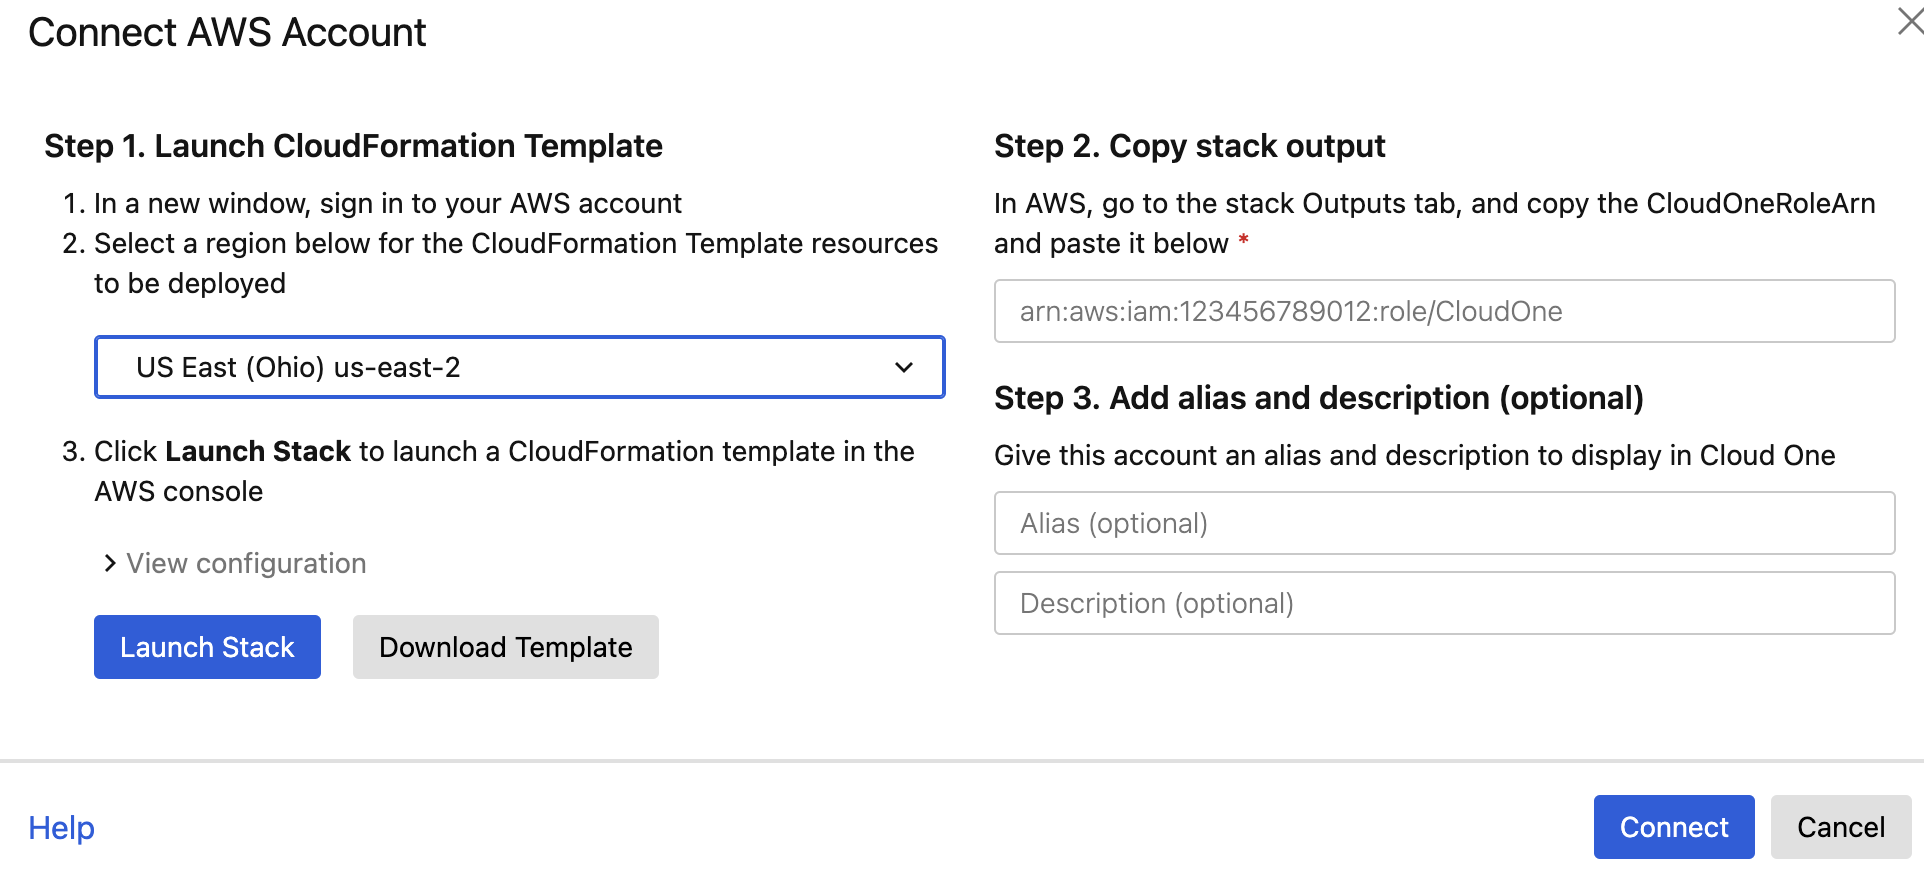 Connect AWS Account
Step 1. Launch CloudFormation Template
1. In a new window, sign in to your AWS account
2. Select a region below for the CloudFormation Template resources
to be deployed
US East (Ohio) us-east-2
3. Click Launch Stack to launch a CloudFormation template in the
AWS console
View configuration
Launch Stack
Download Template
Step 2. Copy stack output
In AWS, go to the stack Outputs tab, and copy the CloudOneRoleArn
and paste it below *
arn:aws:iam:123456789012:role/CloudOne
Step 3. Add alias and description (optional)
Give this account an alias and description to display in Cloud One
Alias (optional)
Description (optional)
Help
Connect
Cancel